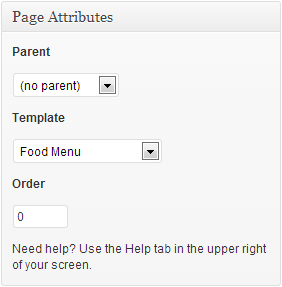 Page Attributes
Parent
(no parent)
Template
Food Menu
Order
0
Need help? Use the Help tab in the upper right
of your screen.